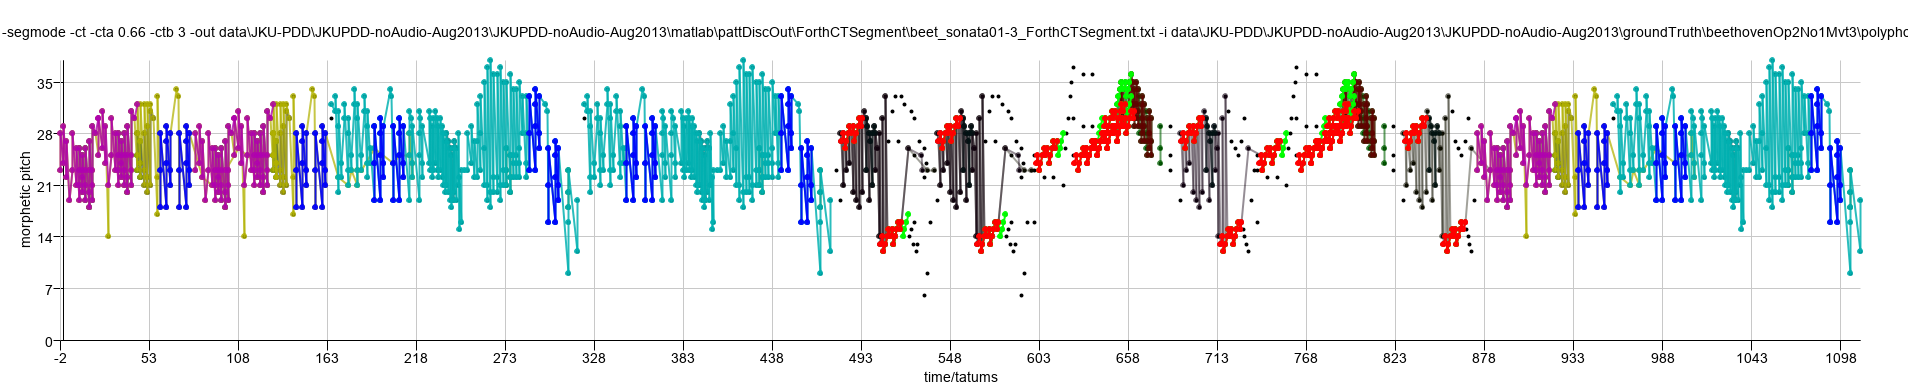 -segmode -ct -cta 0.66 -ctb 3 -out data\JKU-PDD\JKUPDD-noAudio-Aug2013\JKUPDD-noAudio-Aug2013\matlab\pattDiscOut\ForthCTSegment\beet_sonata01-3_ForthCTSegment.txt -i data\JKU-PDD\JKUPDD-noAudio-Aug2013\JKUPDD-noAudio-Aug2013\groundTruth\beethovenOp2No1Mvt3\polypho
35
28
21
14
7
0
morphetic pitch
-2 53 108 163 218 273 328 383 438 493 548 603 658 713 768 823 878 933 988 1043 1098
time/tatums